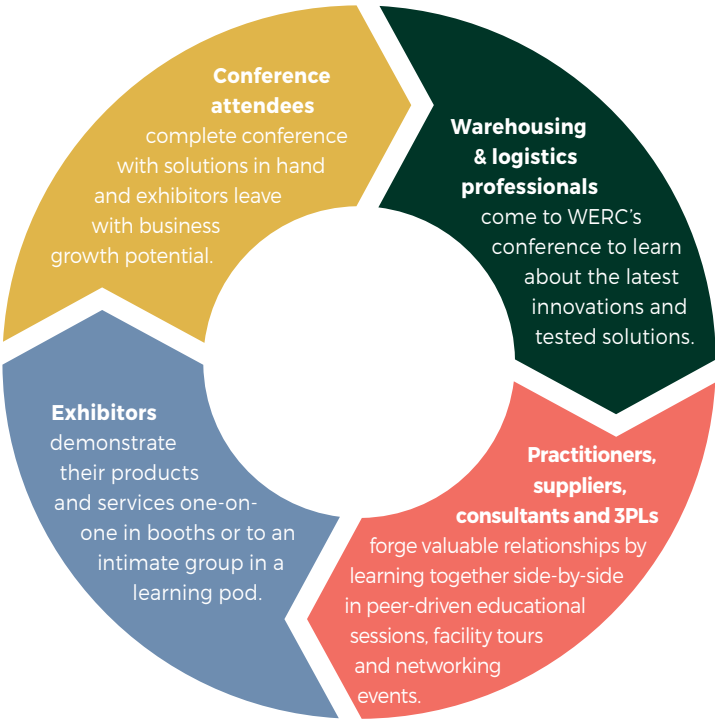 Conference
attendees
complete conference
with solutions in hand
and exhibitors leave
with business
growth potential.
Warehousing
& logistics
professionals
come to WERC’s
conference to learn
about the latest
innovations and
tested solutions.
Exhibitors
demonstrate
their products
and services one-on-
one in booths or to an
intimate group in a
learning pod.
Practitioners,
suppliers,
consultants and 3PLs
forge valuable relationships by
learning together side-by-side
in peer-driven educational
sessions, facility tours
and networking
events.